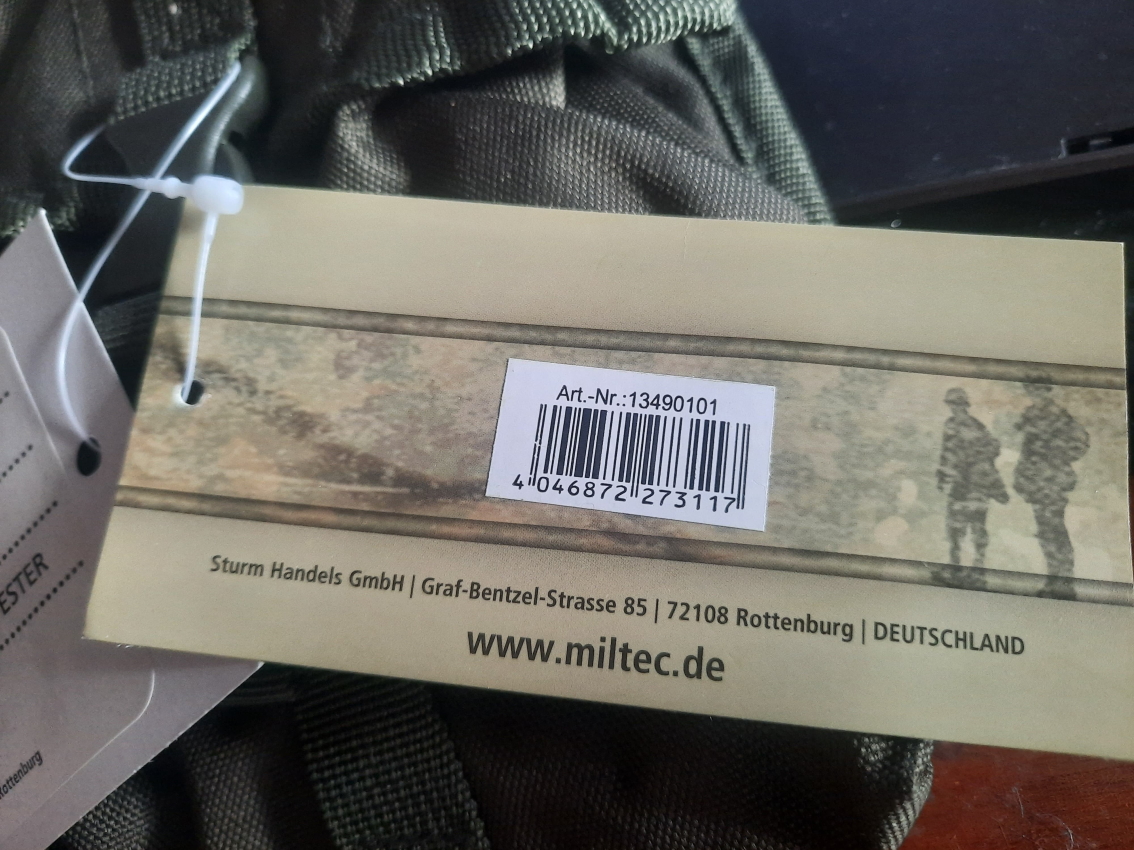 Art.-Nr.:13490101
4 046872 273117
Sturm Handels GmbH | Graf-Bentzel-Strasse 85 | 72108 Rottenburg | DEUTSCHLAND
www.miltec.de
ESTER
Rottenburg